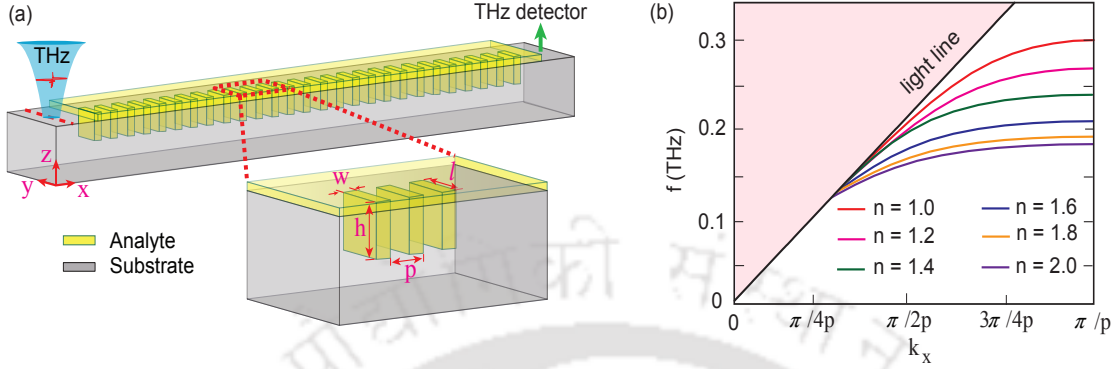 (a)
THz detector
THz
z
y
x
w
l
h
p
Analyte
Substrate
(b)
0.3
0.2
0.1
0
f (THz)
light line
n = 1.0
n = 1.2
n = 1.4
n = 1.6
n = 1.8
n = 2.0
0
π /4p
π /2p
3π /4p
π /p
k_x